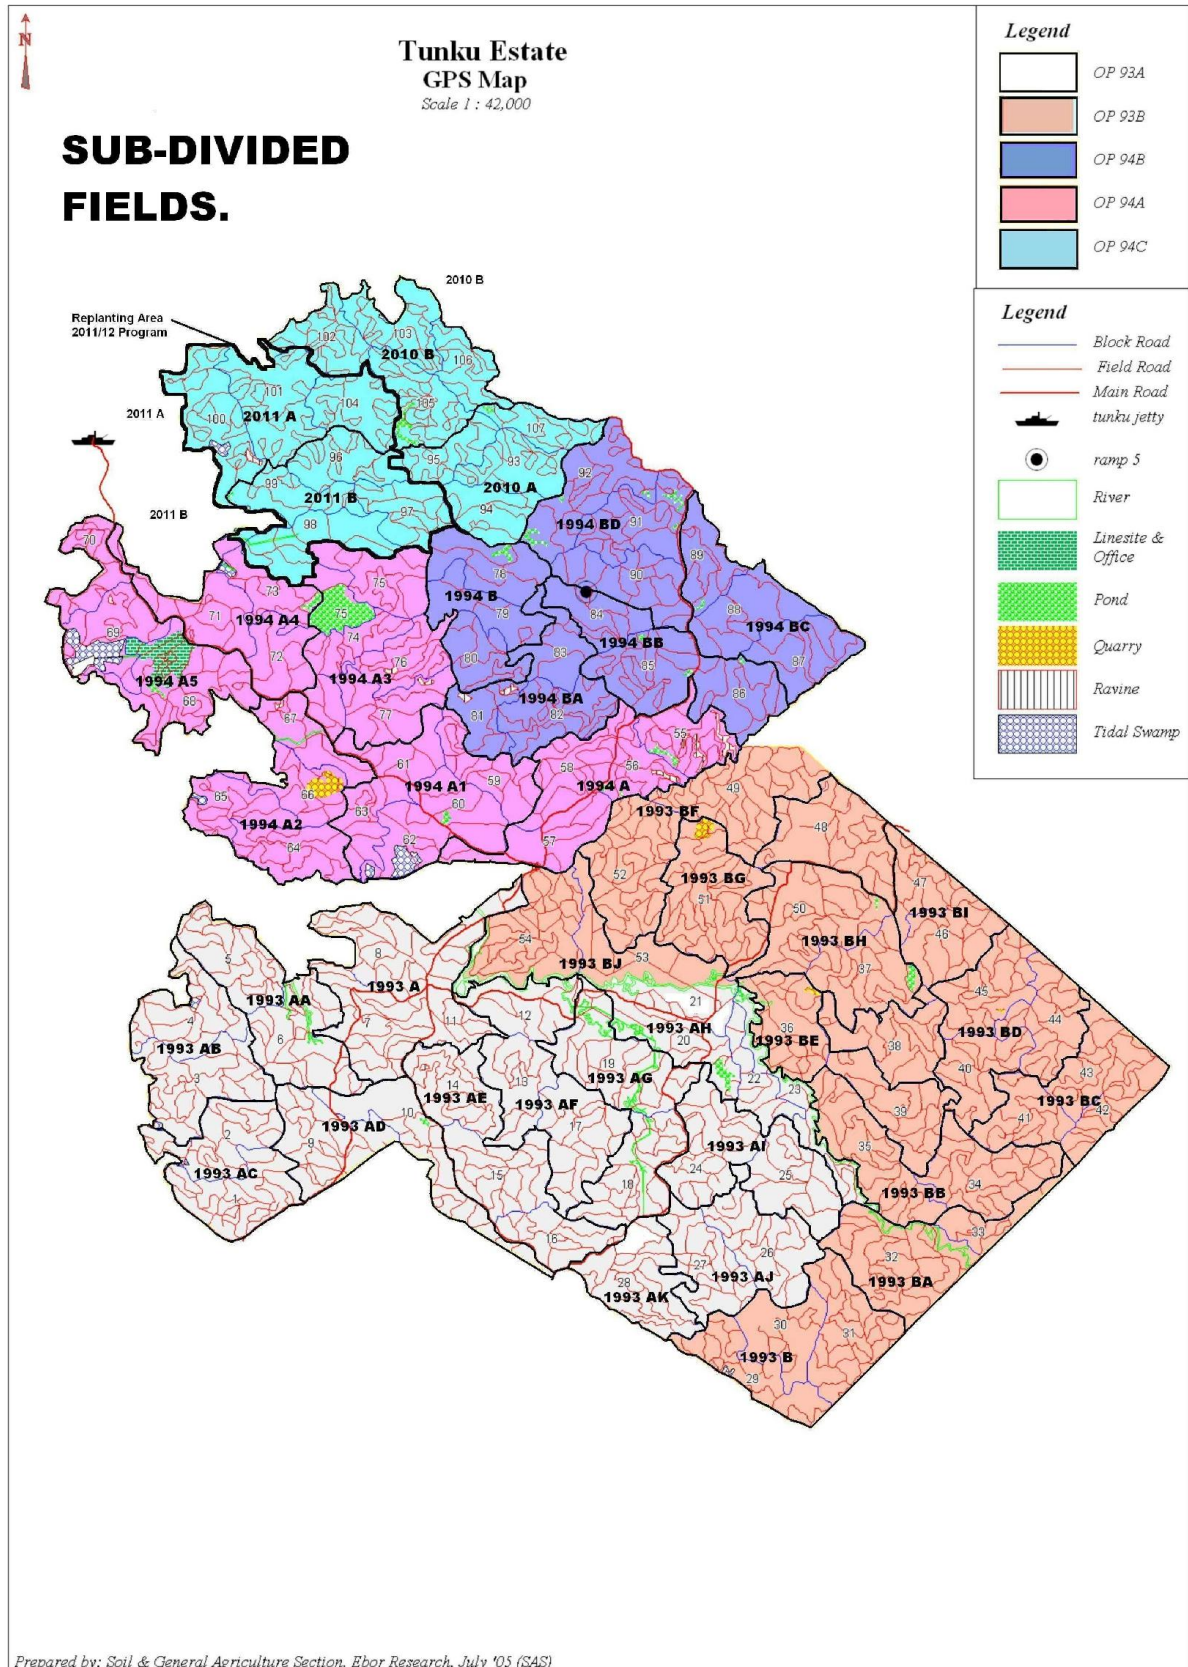 N
Tunku Estate
GPS Map
Scale 1 : 42,000
SUB-DIVIDED
FIELDS.
Legend
OP 93A
OP 93B
OP 94B
OP 94A
OP 94C
Legend
Block Road
Field Road
Main Road
tunku jetty
ramp 5
River
Linesite &
Office
Pond
Quarry
Ravine
Tidal Swamp
2010 B
Replanting Area
2011/12 Program
102
103
2010 B
106
101
104
105
2011 A
100
2011 A
107
96
95
93
99
2011 B
2010 A
97
94
98
2011 B
92
1994 BD
91
89
90
70
75
73
78
1994 B
79
84
88
1994 BC
71
1994 A4
75
74
1994 BB
69
72
76
80
83
85
87
1994 A5
1994 A3
86
68
67
77
81
1994 BA
82
55
61
58
56
65
66
1994 A1
59
1994 A
49
63
60
1993 BF
1994 A2
64
62
57
48
52
1993 BG
51
47
50
1993 BI
46
54
1993 BJ
53
1993 BH
37
8
5
1993 A
1993 AA
4
7
11
12
21
1993 AH
20
45
44
1993 BD
36
1993 BE
38
1993 AB
6
3
19
1993 AG
22
23
40
43
14
1993 AE
13
1993 AF
10
1993 AD
17
39
41
1993 BC
42
2
9
1993 AI
35
1993 AC
1
15
18
24
25
1993 BB
34
33
16
26
27
1993 AJ
32
1993 BA
28
1993 AK
30
31
1993 B
29
Prepared by: Soil & General Agriculture Section, Ebor Research, July '05 (SAS)